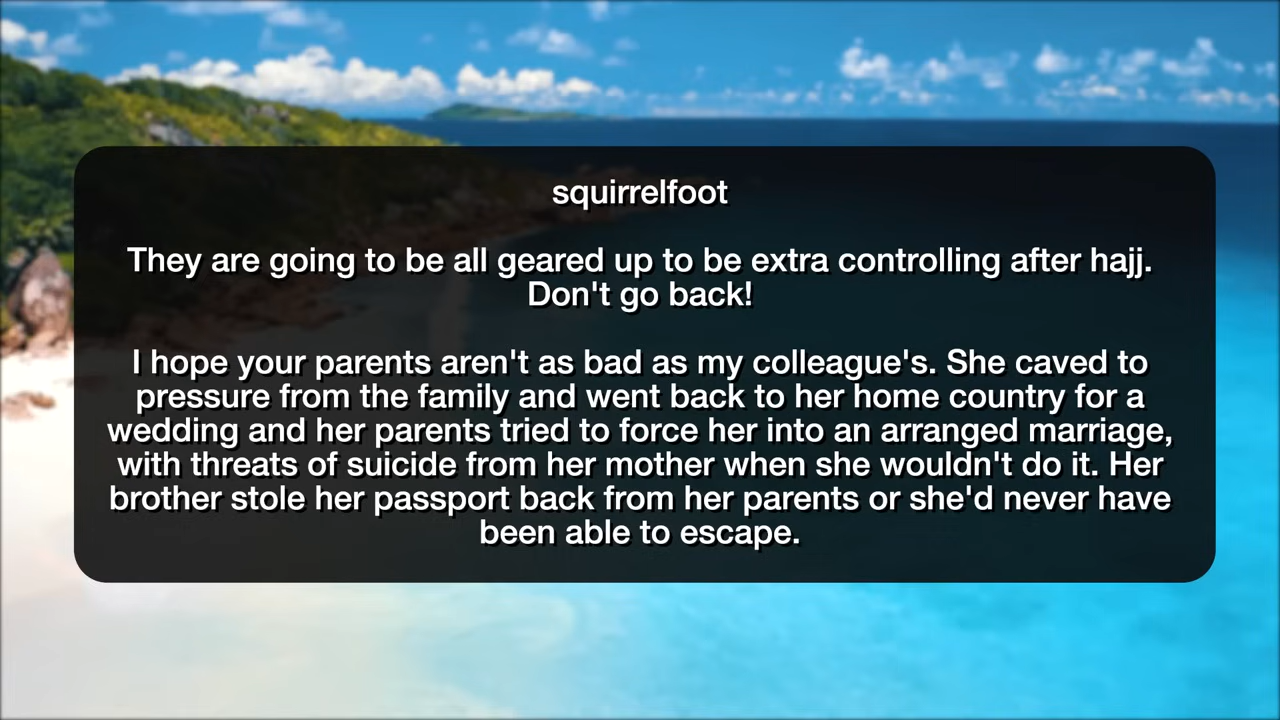 squirrelfoot
They are going to be all geared up to be extra controlling after hajj.
Don't go back!
I hope your parents aren't as bad as my colleague's. She caved to
pressure from the family and went back to her home country for a
wedding and her parents tried to force her into an arranged marriage,
with threats of suicide from her mother when she wouldn't do it. Her
brother stole her passport back from her parents or she'd never have
been able to escape.